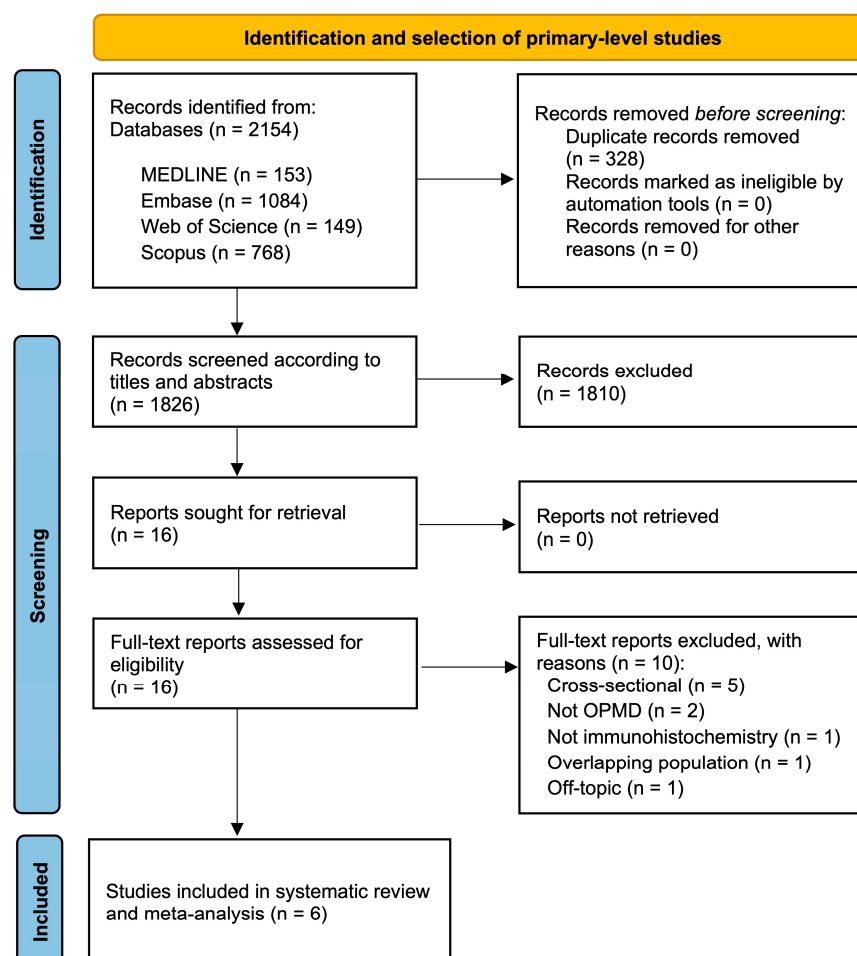 Identification and selection of primary-level studies
Identification
Records identified from:
Databases (n = 2154)
MEDLINE (n = 153)
Embase (n = 1084)
Web of Science (n = 149)
Scopus (n = 768)
Records removed before screening:
Duplicate records removed
(n = 328)
Records marked as ineligible by
automation tools (n = 0)
Records removed for other
reasons (n = 0)
Screening
Records screened according to
titles and abstracts
(n = 1826)
Records excluded
(n = 1810)
Reports sought for retrieval
(n = 16)
Reports not retrieved
(n = 0)
Full-text reports assessed for
eligibility
(n = 16)
Full-text reports excluded, with
reasons (n = 10):
Cross-sectional (n = 5)
Not OPMD (n = 2)
Not immunohistochemistry (n = 1)
Overlapping population (n = 1)
Off-topic (n = 1)
Included
Studies included in systematic review
and meta-analysis (n = 6)